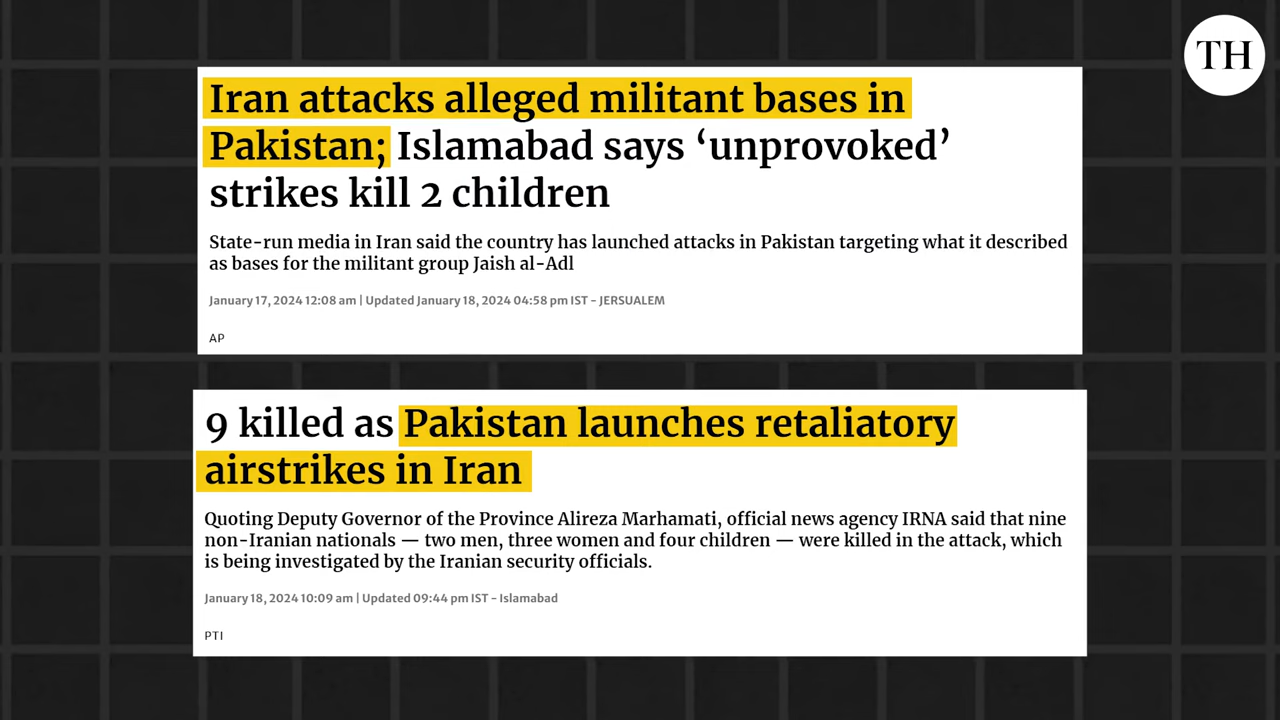 TH
Iran attacks alleged militant bases in
Pakistan; Islamabad says ‘unprovoked’
strikes kill 2 children
State-run media in Iran said the country has launched attacks in Pakistan targeting what it described
as bases for the militant group Jaish al-Adl
January 17, 2024 12:08 am | Updated January 18, 2024 04:58 pm IST - JERSUALEM
AP
9 killed as Pakistan launches retaliatory
airstrikes in Iran
Quoting Deputy Governor of the Province Alireza Marhamati, official news agency IRNA said that nine
non-Iranian nationals — two men, three women and four children — were killed in the attack, which
is being investigated by the Iranian security officials.
January 18, 2024 10:09 am | Updated 09:44 pm IST - Islamabad
PTI